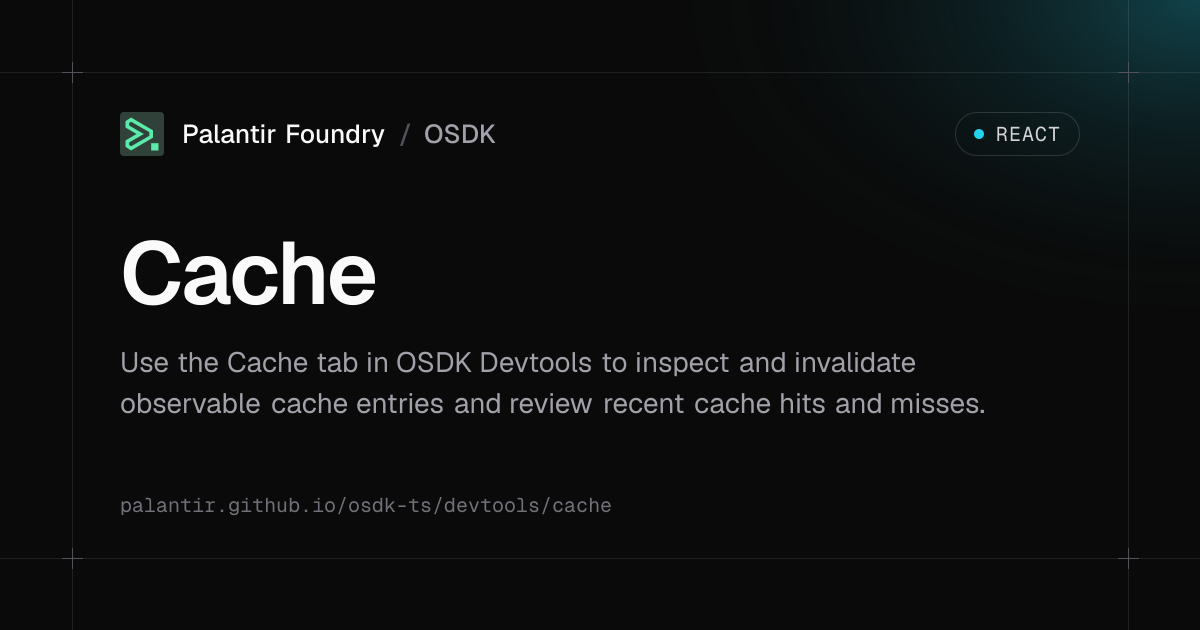 Palantir Foundry / OSDK
REACT
Cache
Use the Cache tab in OSDK Devtools to inspect and invalidate
observable cache entries and review recent cache hits and misses.
palantir.github.io/osdk-ts/devtools/cache